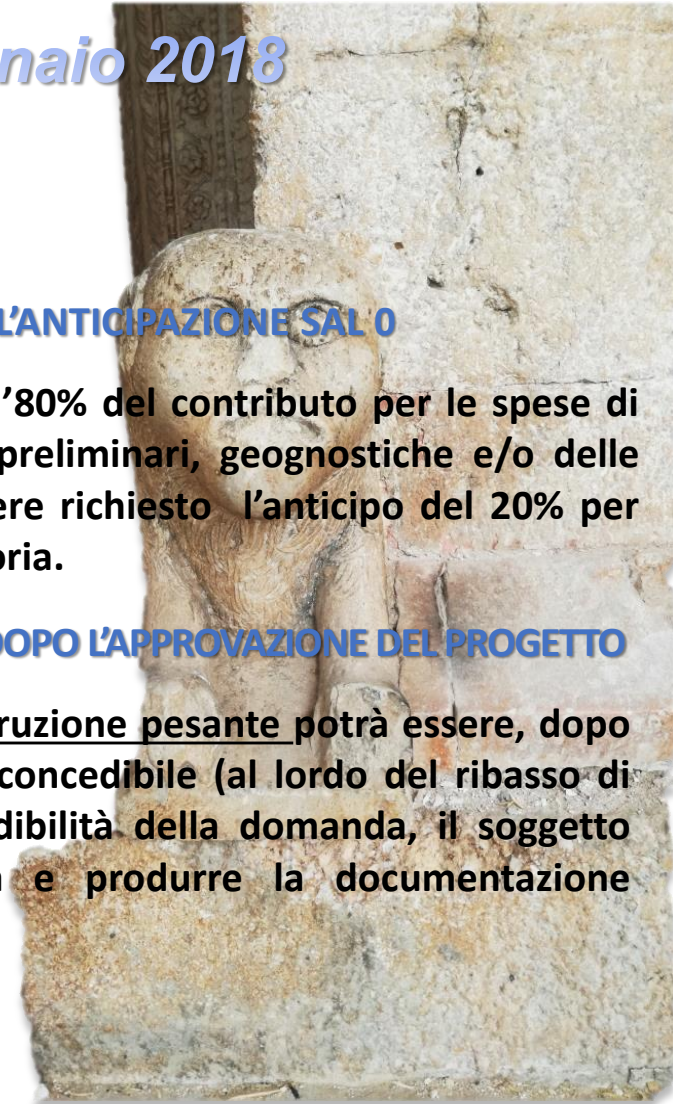 naio 2018
L'ANTICIPAZIONE SAL 0
'80% del contributo per le spese di
preliminari, geognostiche e/o delle
ere richiesto l'anticipo del 20% per
pria.
DOPO L'APPROVAZIONE DEL PROGETTO
ruzione pesante potrà essere, dopo
concedibile (al lordo del ribasso di
dibilità della domanda, il soggetto
e produrre la documentazione